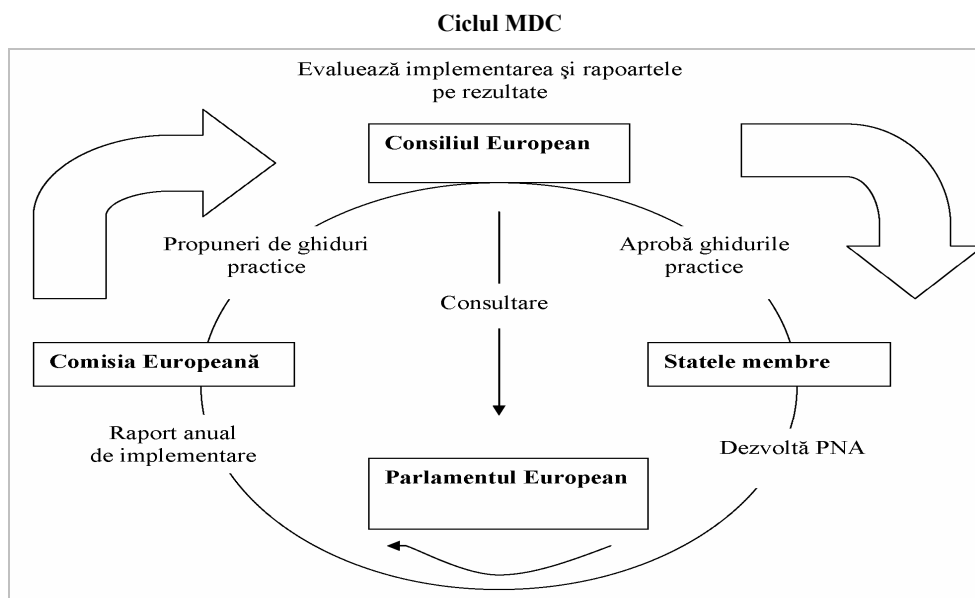 Ciclul MDC
Evaluează implementarea şi rapoartele
pe rezultate
Consiliul European
Propuneri de ghiduri
practice
Aprobă ghidurile
practice
Consultare
Comisia Europeană
Statele membre
Raport anual
de implementare
Dezvoltă PNA
Parlamentul European